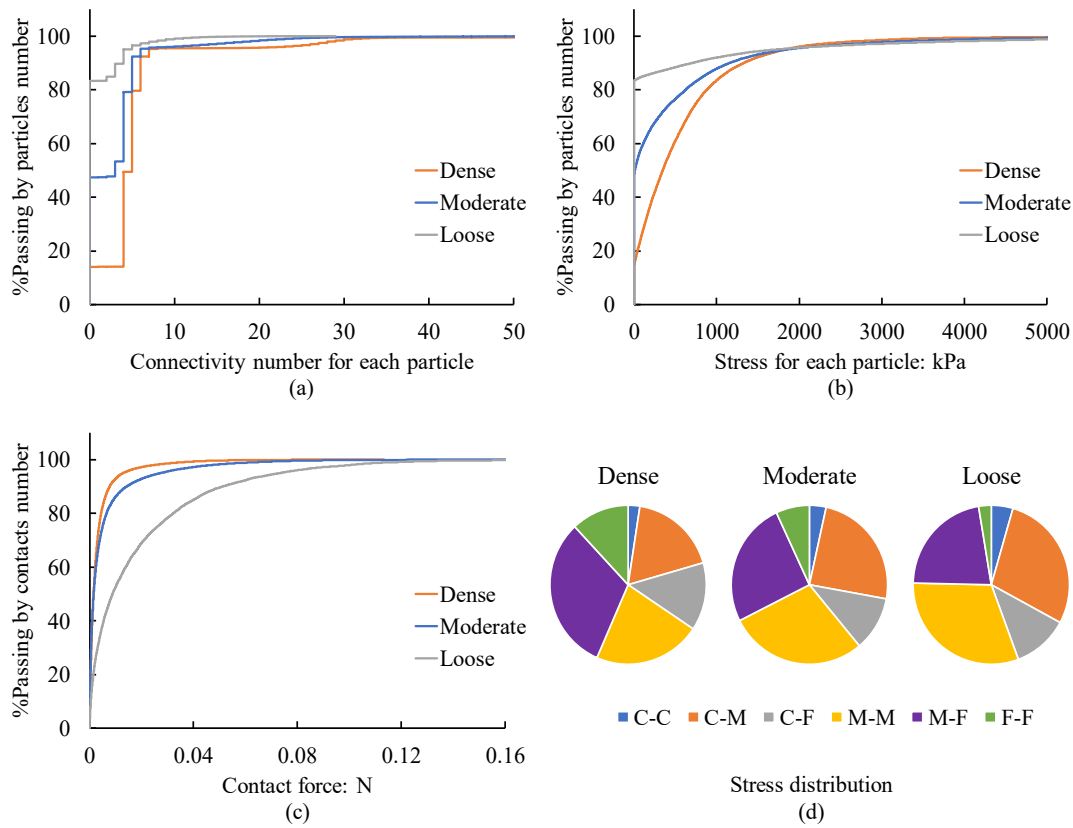 %Passing by particles number
100
80
60
40
20
0
Dense
Moderate
Loose
0 10 20 30 40 50
Connectivity number for each particle
(a)
%Passing by particles number
100
80
60
40
20
0
Dense
Moderate
Loose
0 1000 2000 3000 4000 5000
Stress for each particle: kPa
(b)
%Passing by contacts number
100
80
60
40
20
0
Dense
Moderate
Loose
0 0.04 0.08 0.12 0.16
Contact force: N
(c)
Dense Moderate Loose
C-C C-M C-F M-M M-F F-F
Stress distribution
(d)